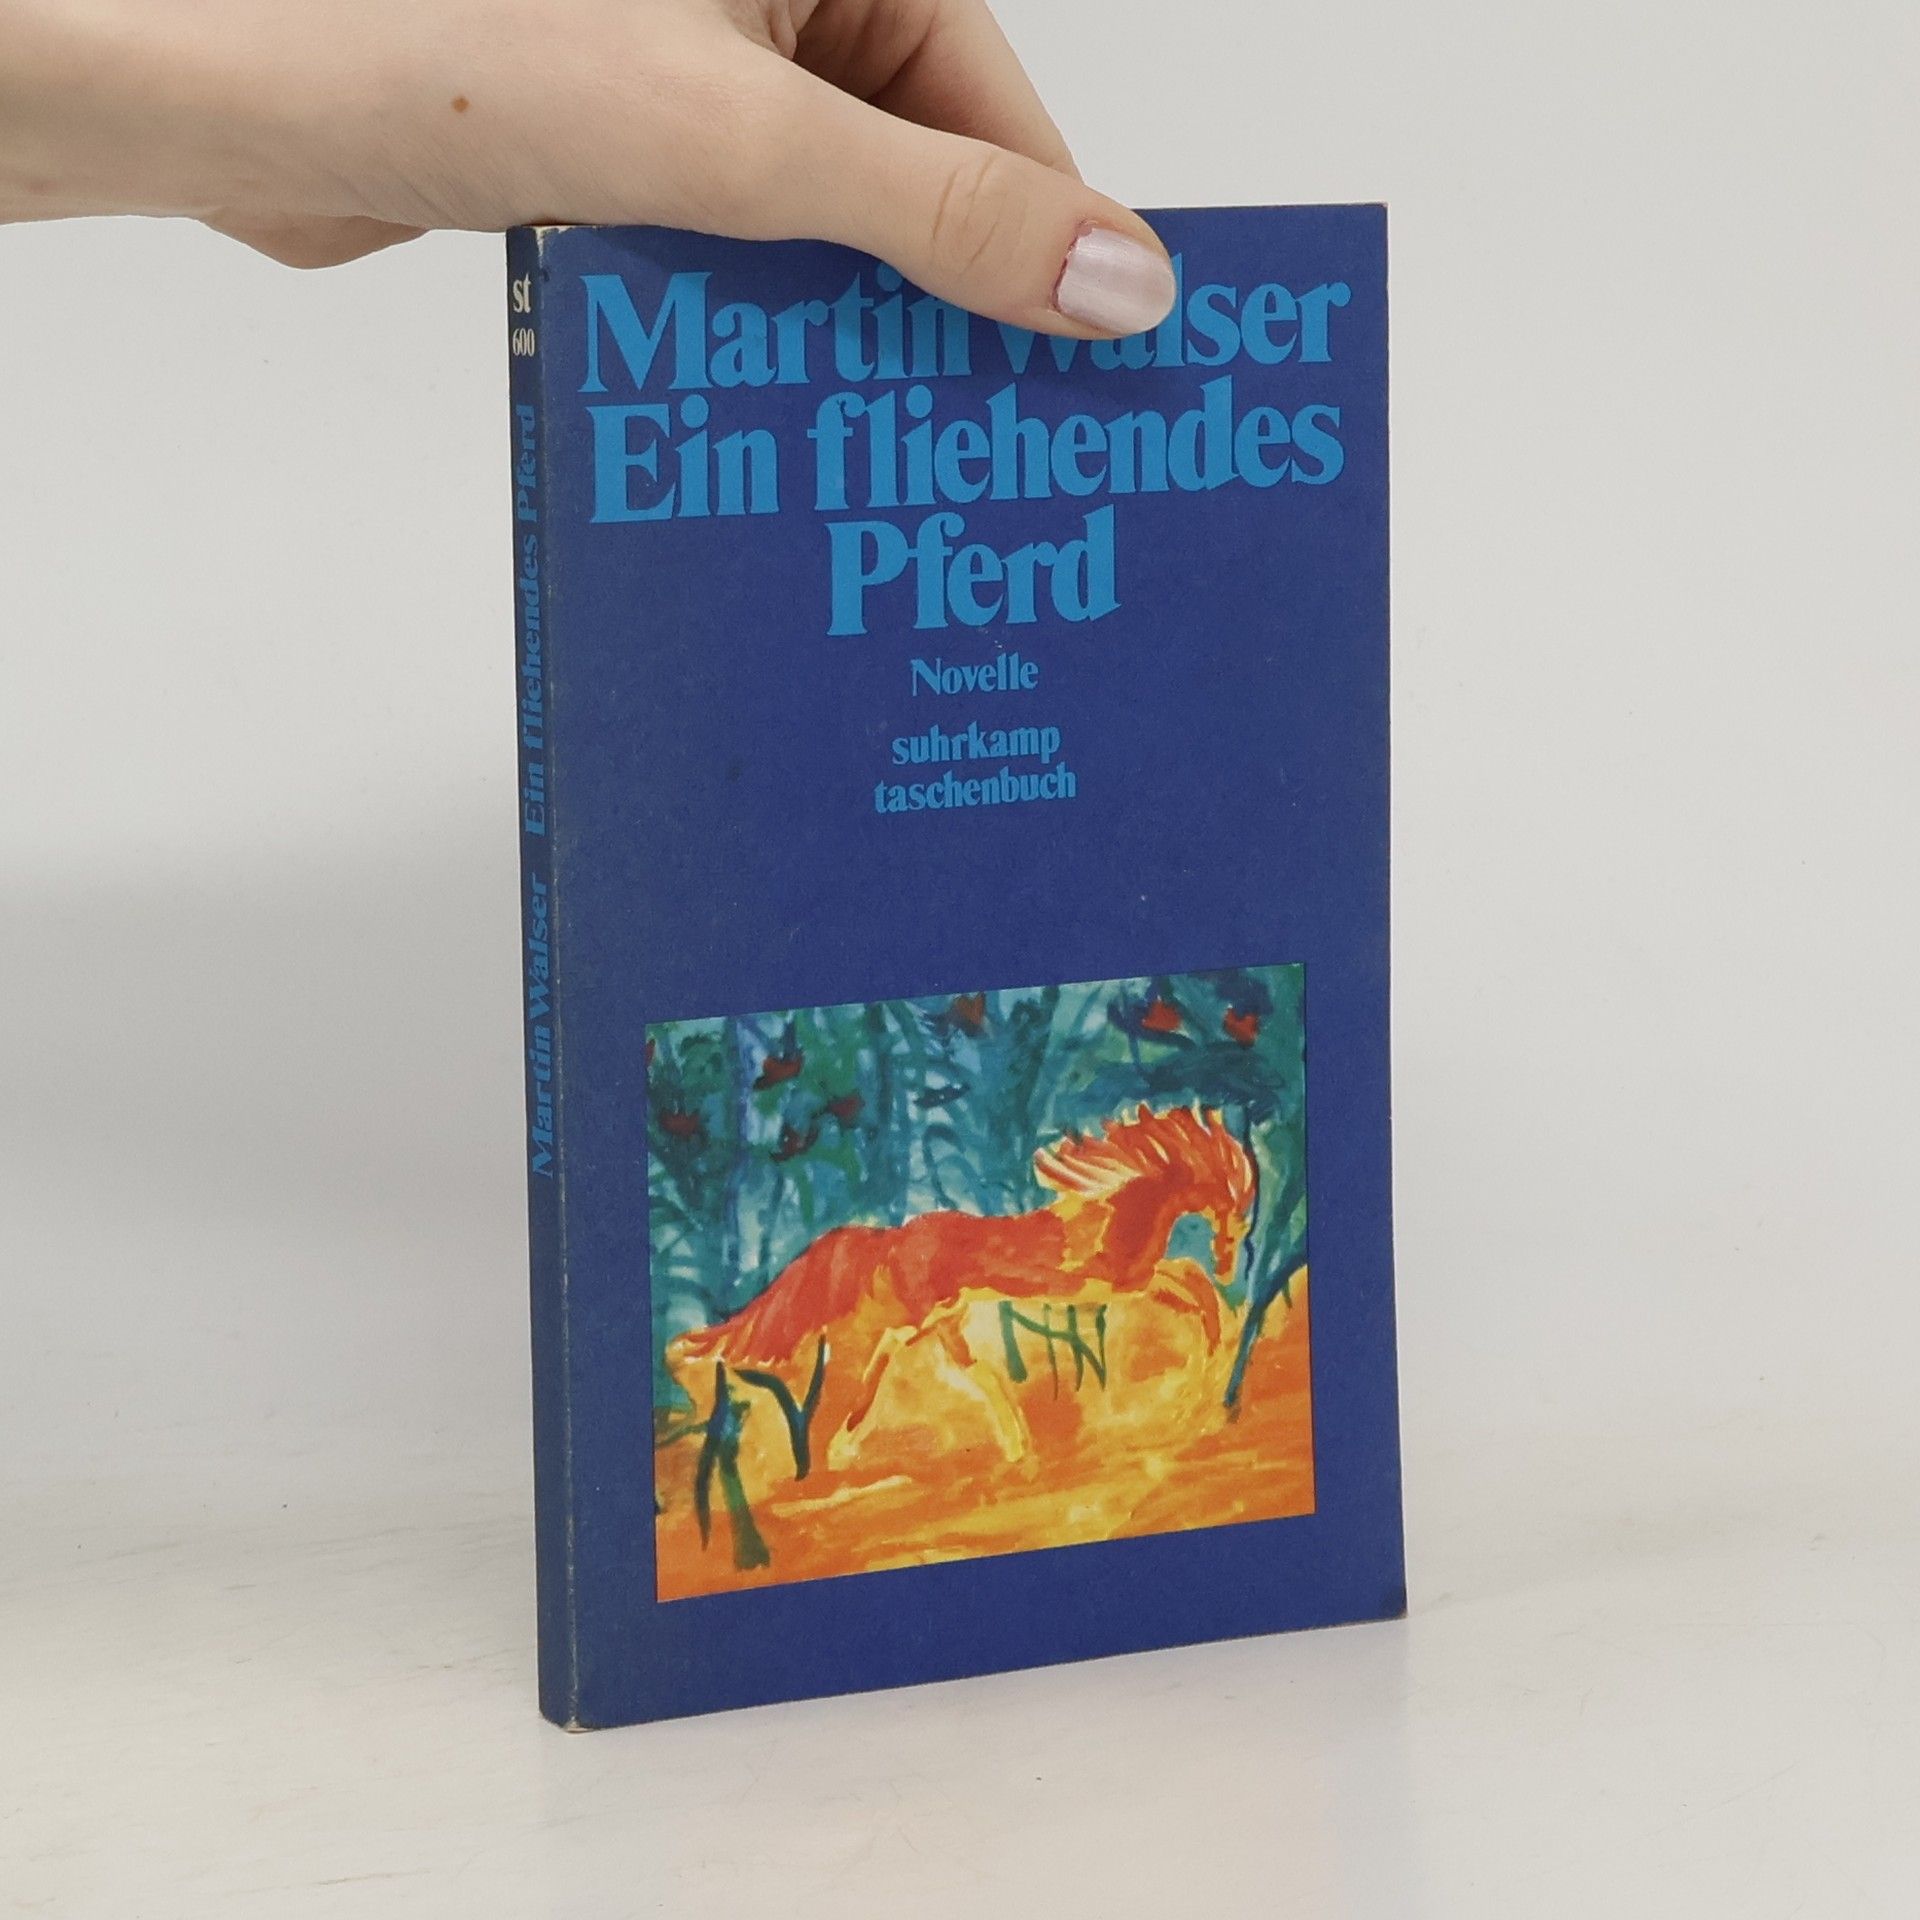 Martin Walser
Ein fliehendes
Pferd
Novelle
suhrkamp
taschenbuch
st
600
Martin Walser Ein fliehendes Pferd